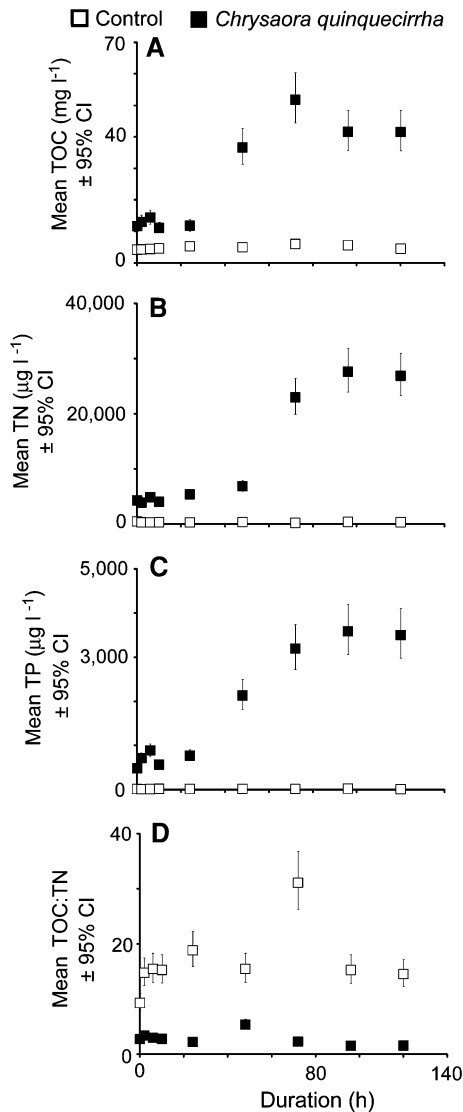 Control Chrysaora quinquecirrha
A
70
40
0
Mean TOC (mg l-1)
± 95% CI
B
40,000
20,000
0
Mean TN (µg l-1)
± 95% CI
C
5,000
3,000
0
Mean TP (µg l-1)
± 95% CI
D
40
20
0
Mean TOC:TN
± 95% CI
0 80 140
Duration (h)